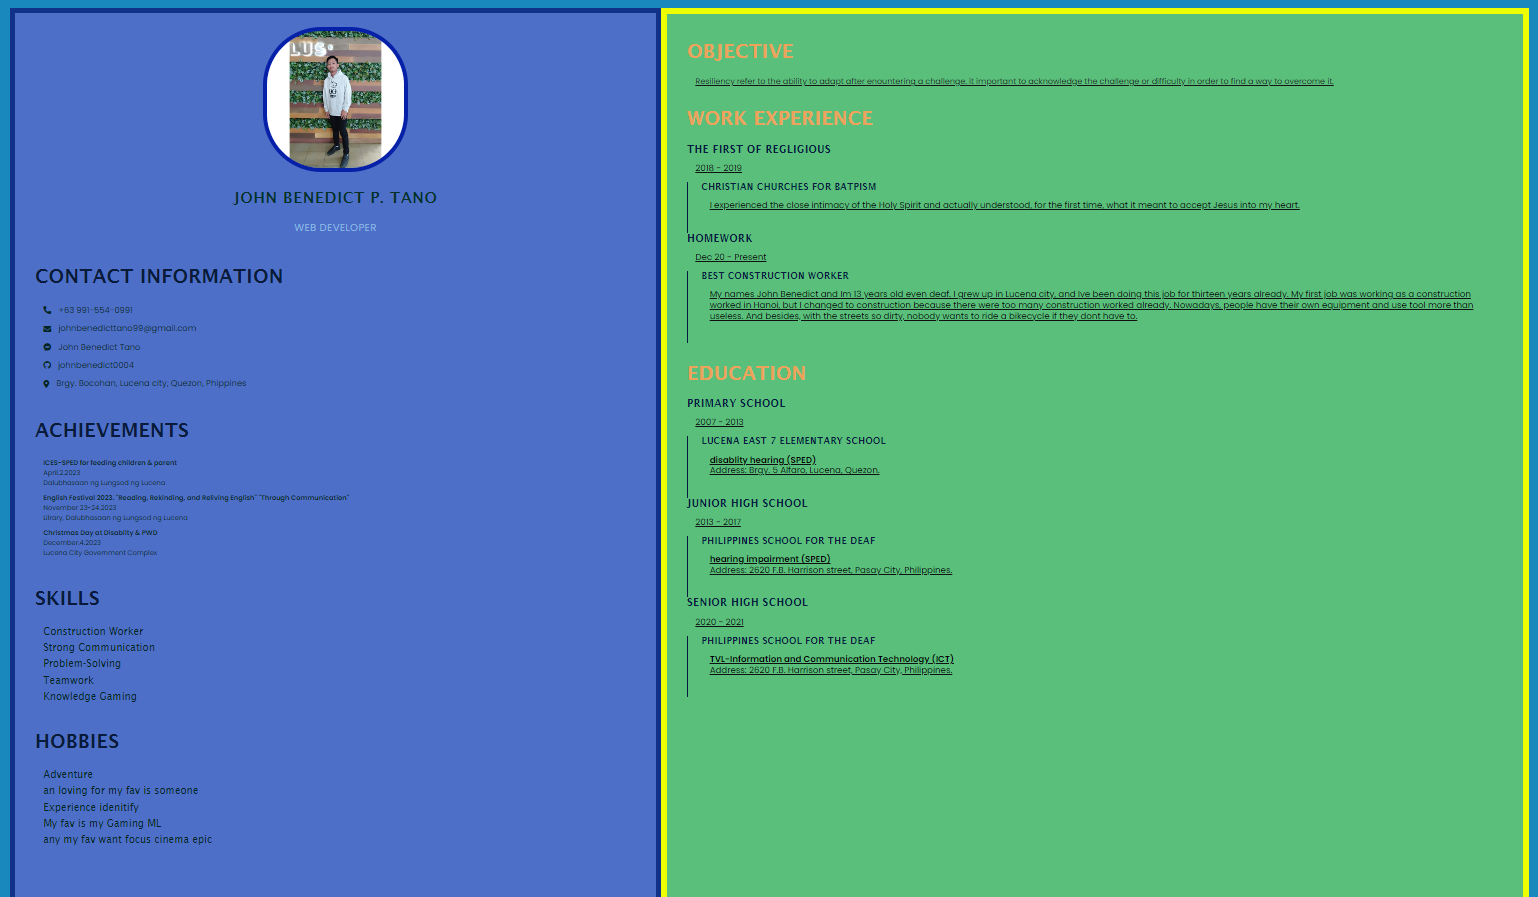 LUS+
JOHN BENEDICT P. TANO
WEB DEVELOPER
CONTACT INFORMATION
+63 991-554-0991
johnbenedicttano99@gmail.com
John Benedict Tano
johnbenedict0004
Brgy. Bocohan, Lucena city, Quezon, Phippines
ACHIEVEMENTS
ICES-SPED for feeding children & parent
April.2.2023
Dalubhasaan ng Lungsod ng Lucena
English Festival 2023. "Reading, Rekinding, and Reliving English" "Through Communication"
November 23-24.2023
Lifrary, Dalubhasaan ng Lungsod ng Lucena
Christmas Day at Disablity & PWD
December.4.2023
Lucena City Government Complex
SKILLS
Construction Worker
Strong Communication
Problem-Solving
Teamwork
Knowledge Gaming
HOBBIES
Adventure
an loving for my fav is someone
Experience idenitify
My fav is my Gaming ML
any my fav want focus cinema epic
OBJECTIVE
Resiliency refer to the ability to adapt after enountering a challenge, it important to acknowledge the challenge or difficulty in order to find a way to overcome it.
WORK EXPERIENCE
THE FIRST OF REGLIGIOUS
2018 - 2019
CHRISTIAN CHURCHES FOR BATPISM
I experienced the close intimacy of the Holy Spirit and actually understood, for the first time, what it meant to accept Jesus into my heart.
HOMEWORK
Dec 20 - Present
BEST CONSTRUCTION WORKER
My names John Benedict and Im 13 years old even deaf. I grew up in Lucena city, and Ive been doing this job for thirteen years already. My first job was working as a construction
worked in Hanoi, but I changed to construction because there were too many construction worked already. Nowadays, people have their own equipment and use tool more than
useless. And besides, with the streets so dirty, nobody wants to ride a bikecycle if they dont have to.
EDUCATION
PRIMARY SCHOOL
2007 - 2013
LUCENA EAST 7 ELEMENTARY SCHOOL
disablity hearing (SPED)
Address: Brgy. 5 Alfaro, Lucena, Quezon.
JUNIOR HIGH SCHOOL
2013 - 2017
PHILIPPINES SCHOOL FOR THE DEAF
hearing impairment (SPED)
Address: 2620 F.B. Harrison street, Pasay City, Philippines.
SENIOR HIGH SCHOOL
2020 - 2021
PHILIPPINES SCHOOL FOR THE DEAF
TVL-Information and Communication Technology (ICT)
Address: 2620 F.B. Harrison street, Pasay City, Philippines.